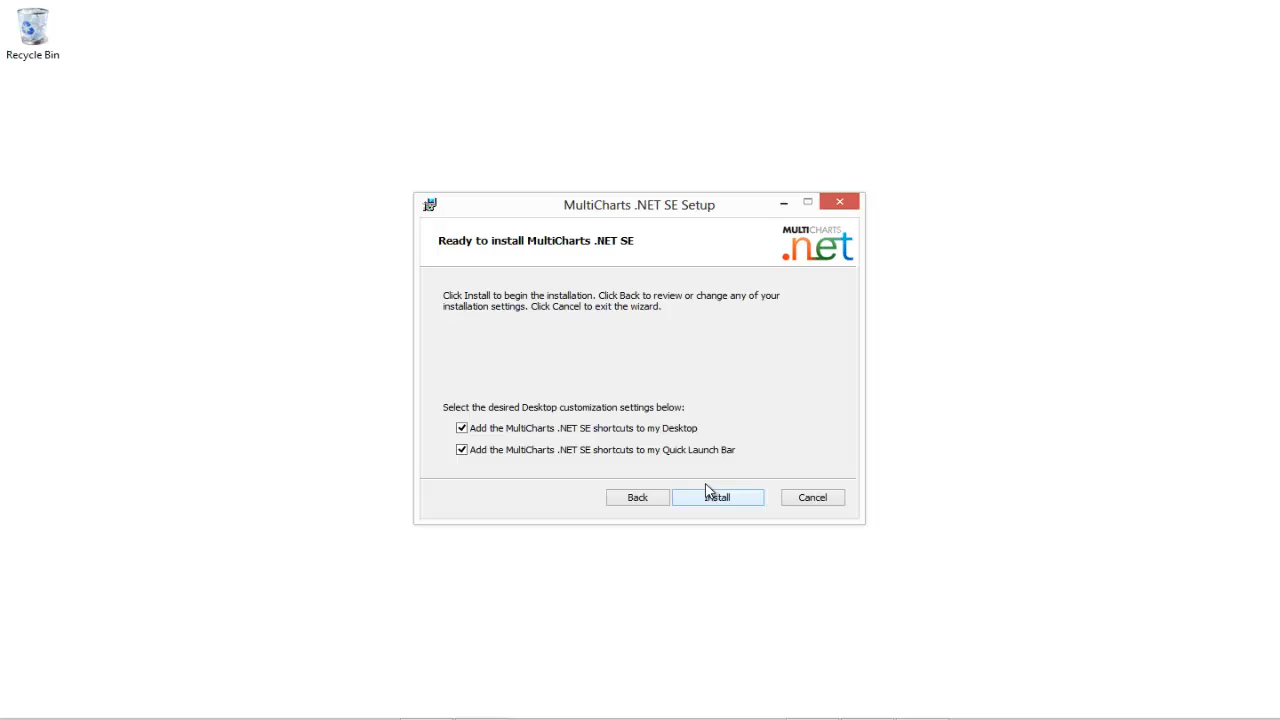 Recycle Bin
MultiCharts .NET SE Setup
Ready to install MultiCharts .NET SE
MULTICHARTS
.net
Click Install to begin the installation. Click Back to review or change any of your
installation settings. Click Cancel to exit the wizard.
Select the desired Desktop customization settings below:
Add the MultiCharts .NET SE shortcuts to my Desktop
Add the MultiCharts .NET SE shortcuts to my Quick Launch Bar
Back
Install
Cancel